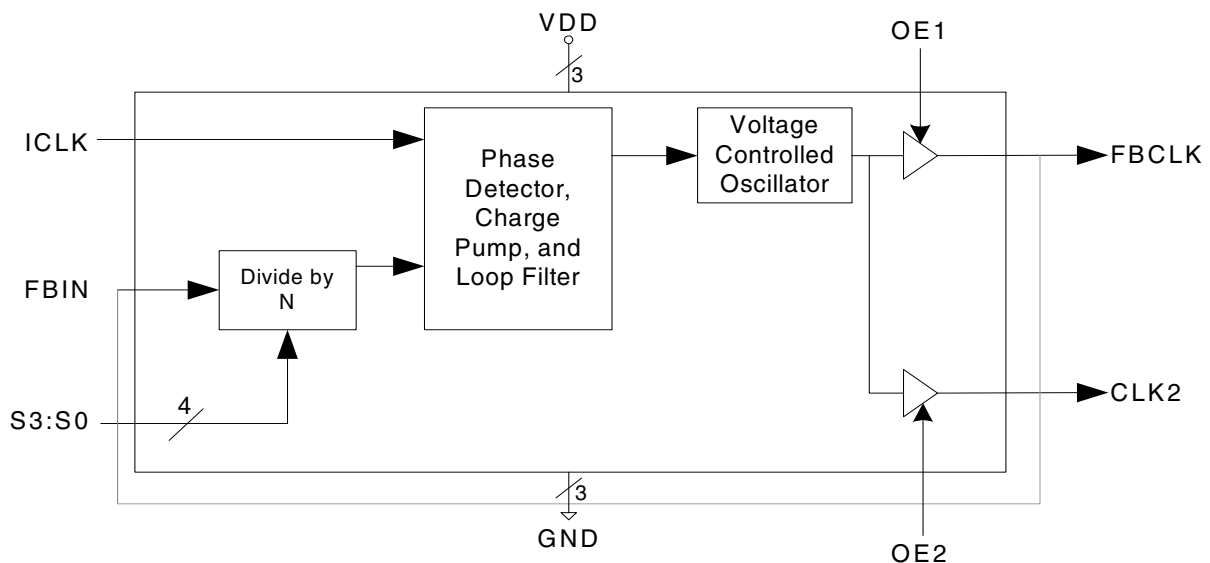 VDD
OE1
3
ICLK
Phase
Detector,
Charge
Pump, and
Loop Filter
Voltage
Controlled
Oscillator
FBCLK
FBIN
Divide by
N
S3:S0
4
CLK2
3
GND
OE2